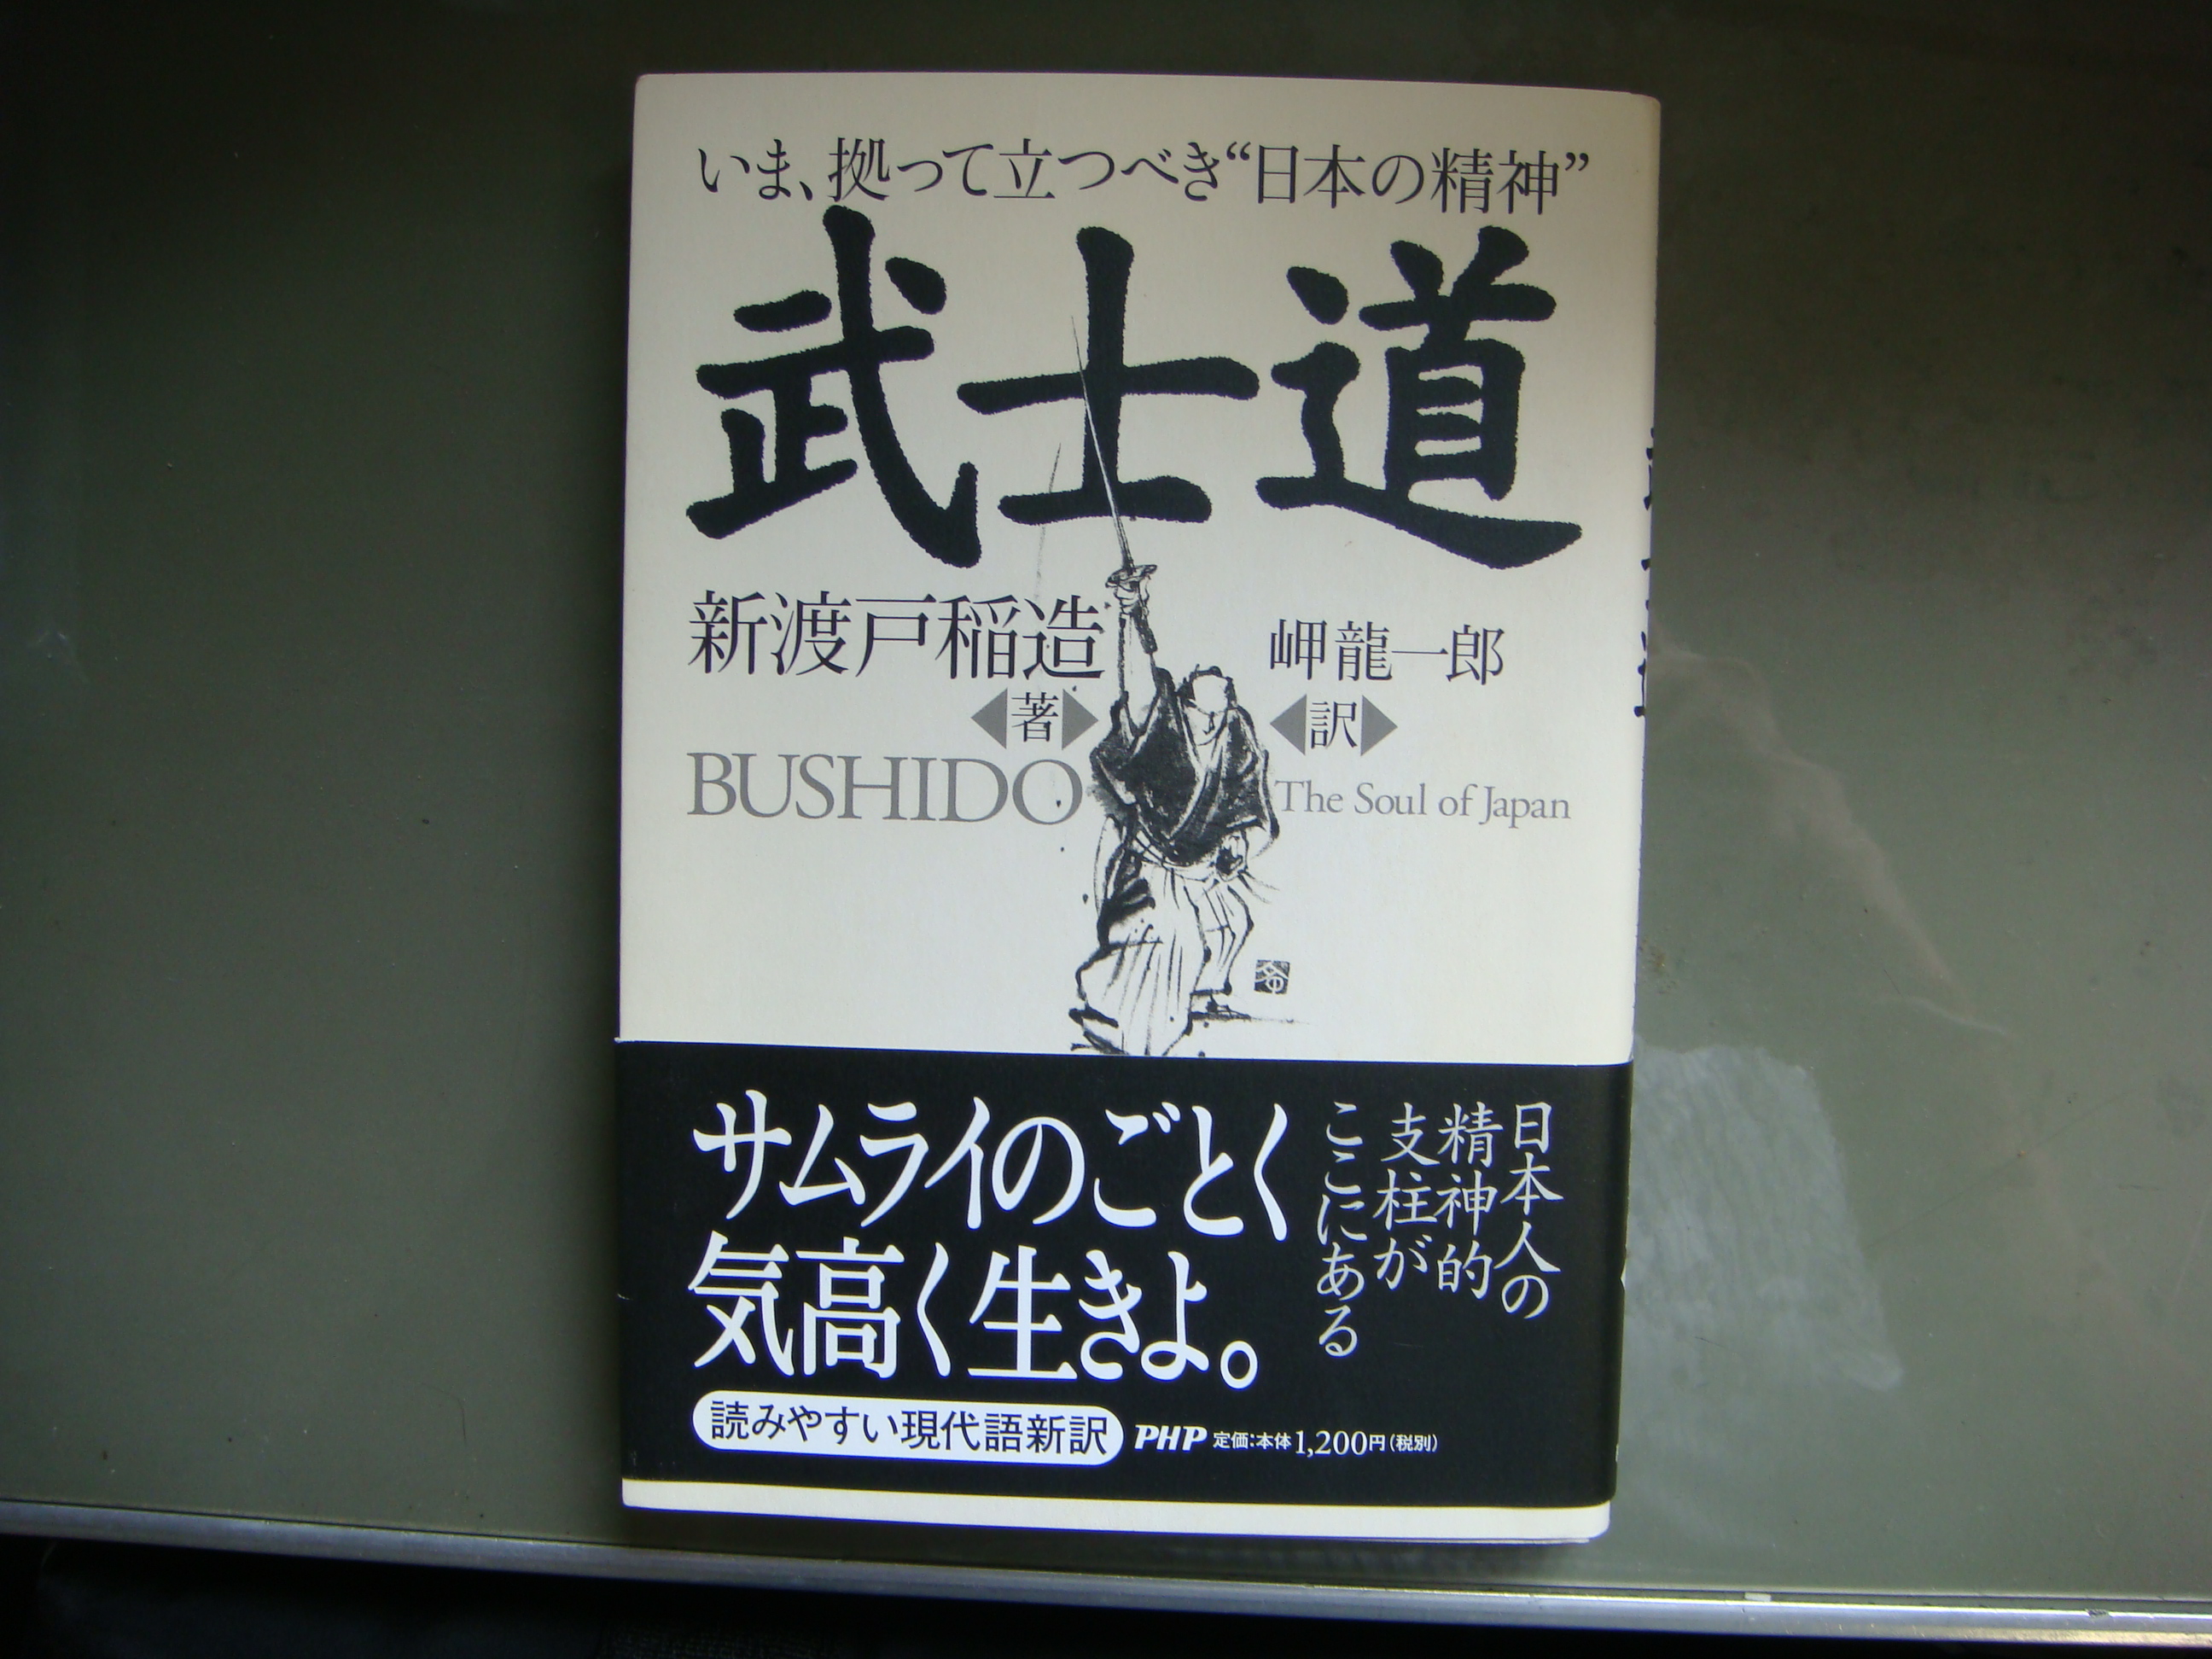 いま、拠って立つべき“日本の精神”
武士道
新渡戸稲造
著
岬龍一郎
訳
BUSHIDO
The Soul of Japan
サムライのごとく
気高く生きよ。
日本人の
精神的
支柱が
ここにある
読みやすい現代語新訳
PHP 定価:本体1,200円(税別)